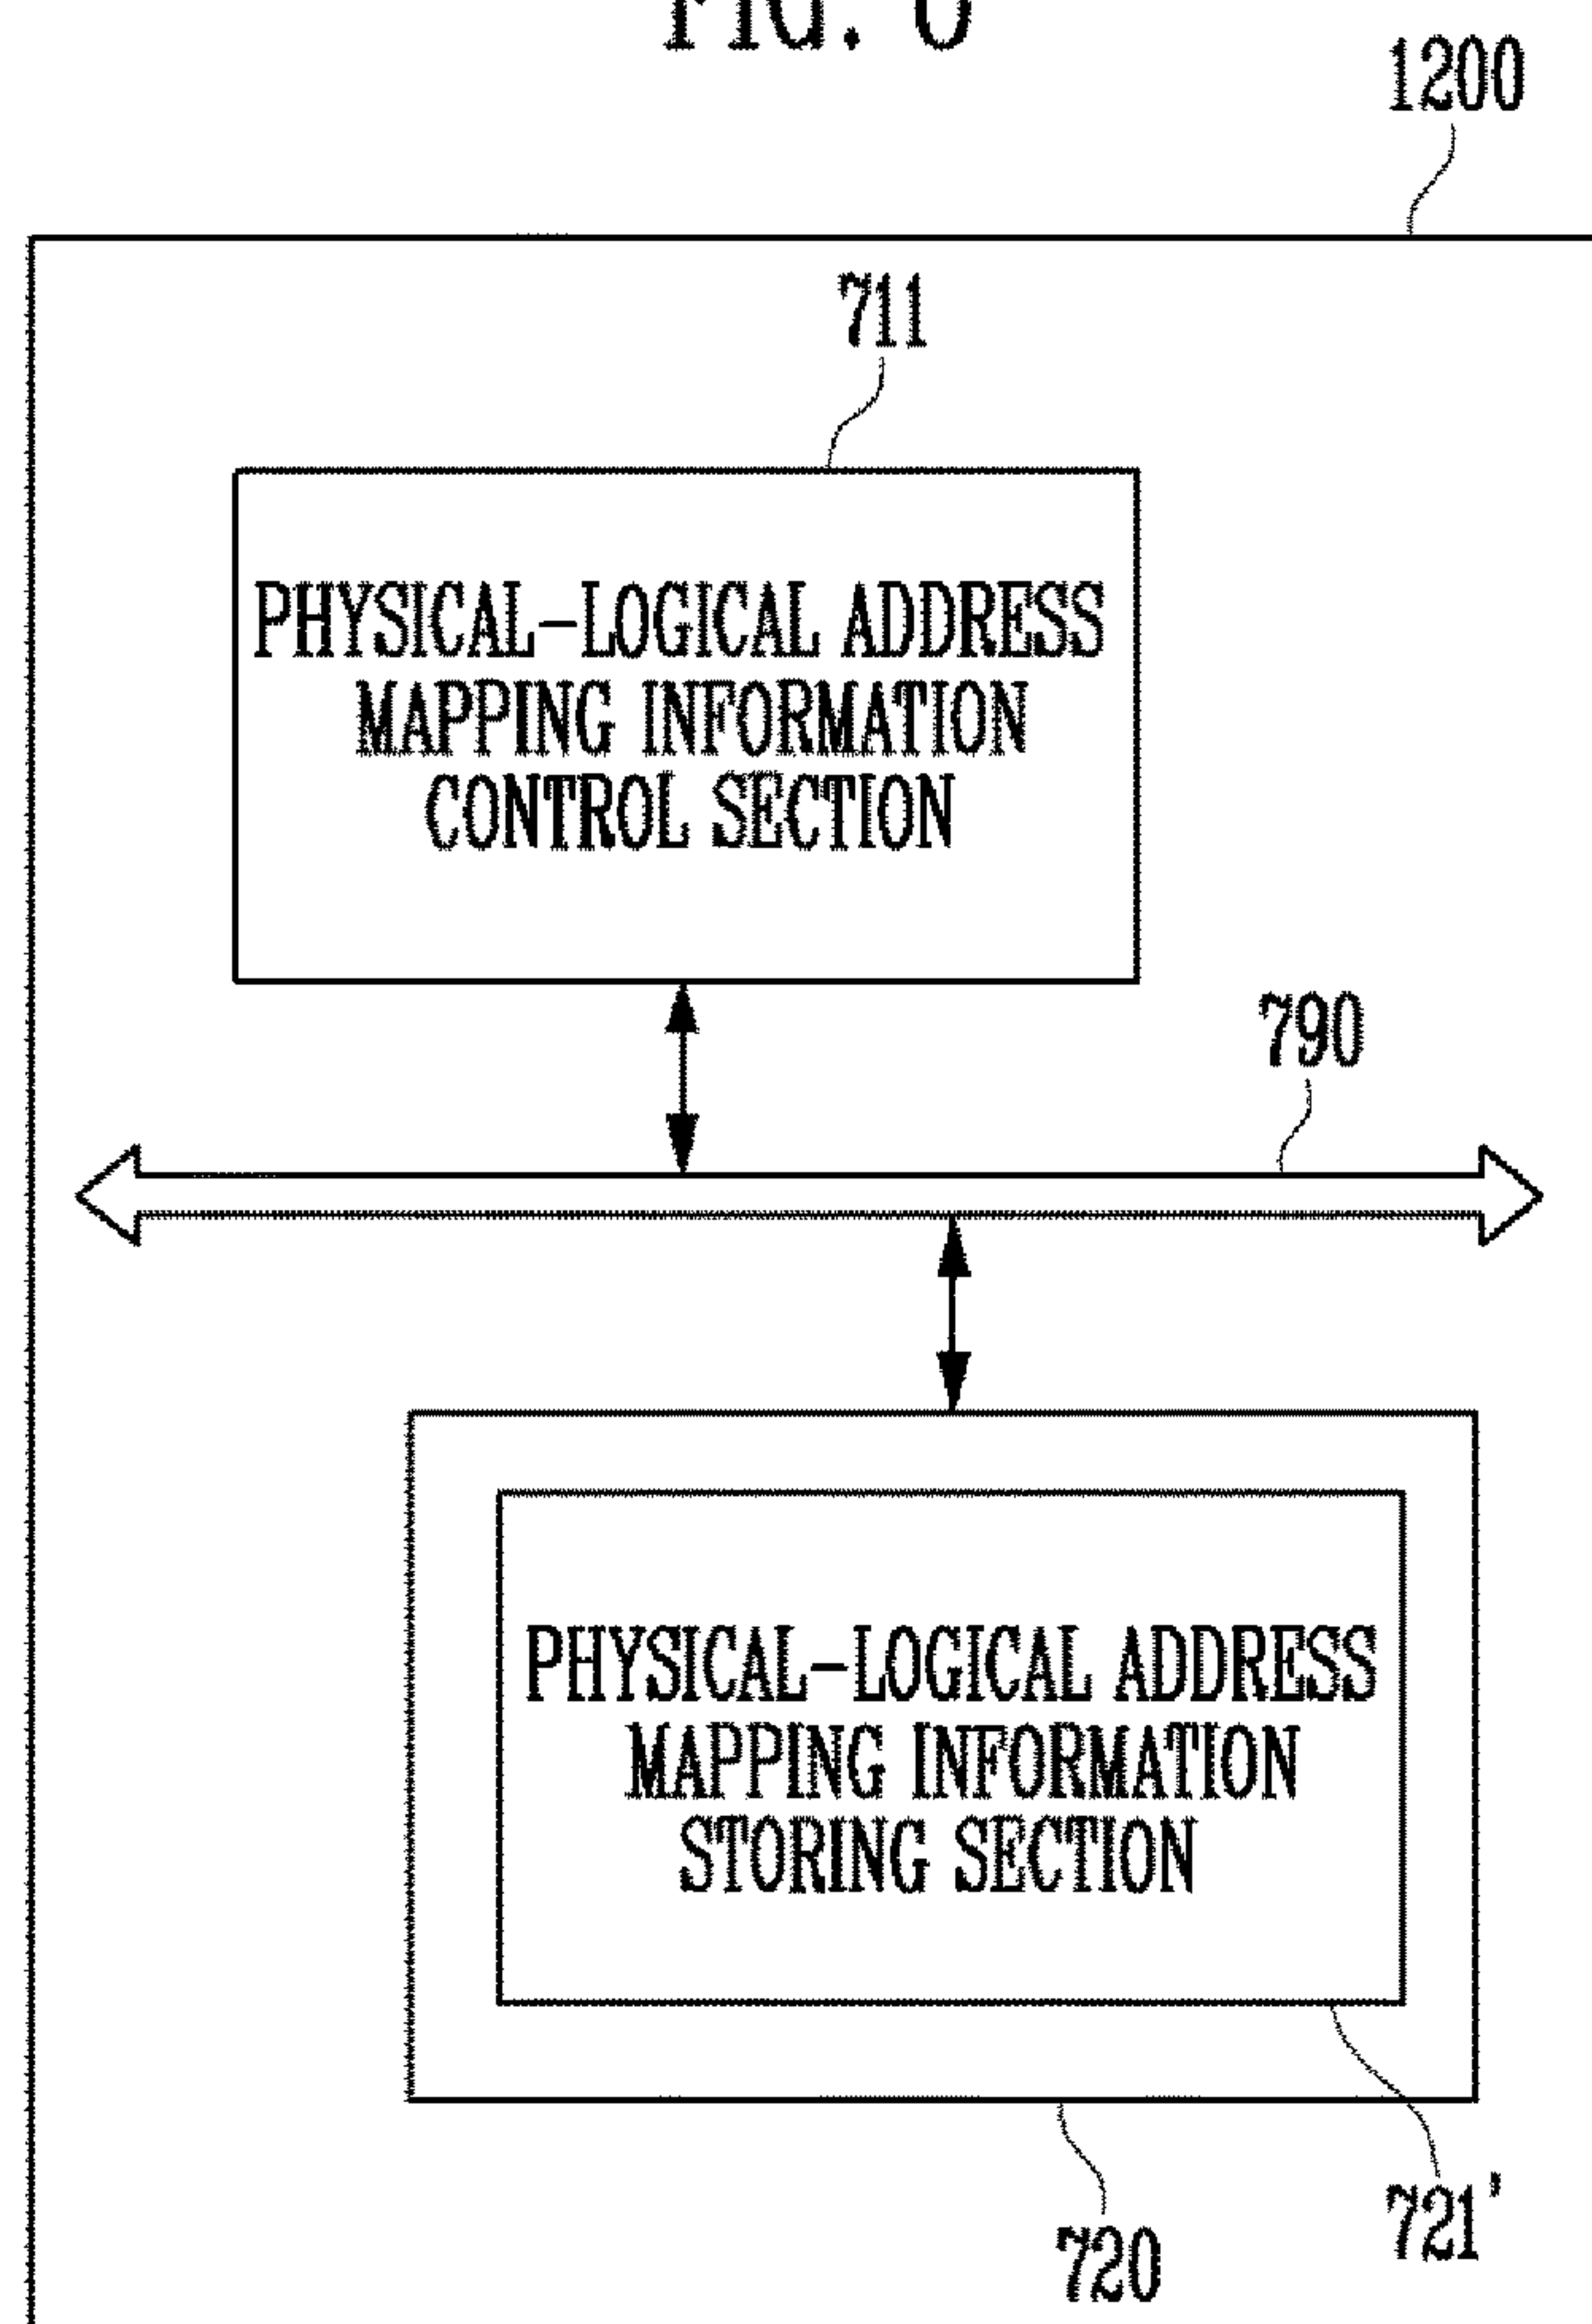 FIG.
1200
711
PHYSICAL-LOGICAL ADDRESS
MAPPING INFORMATION
CONTROL SECTION
790
PHYSICAL-LOGICAL ADDRESS
MAPPING INFORMATION
STORING SECTION
721'
720